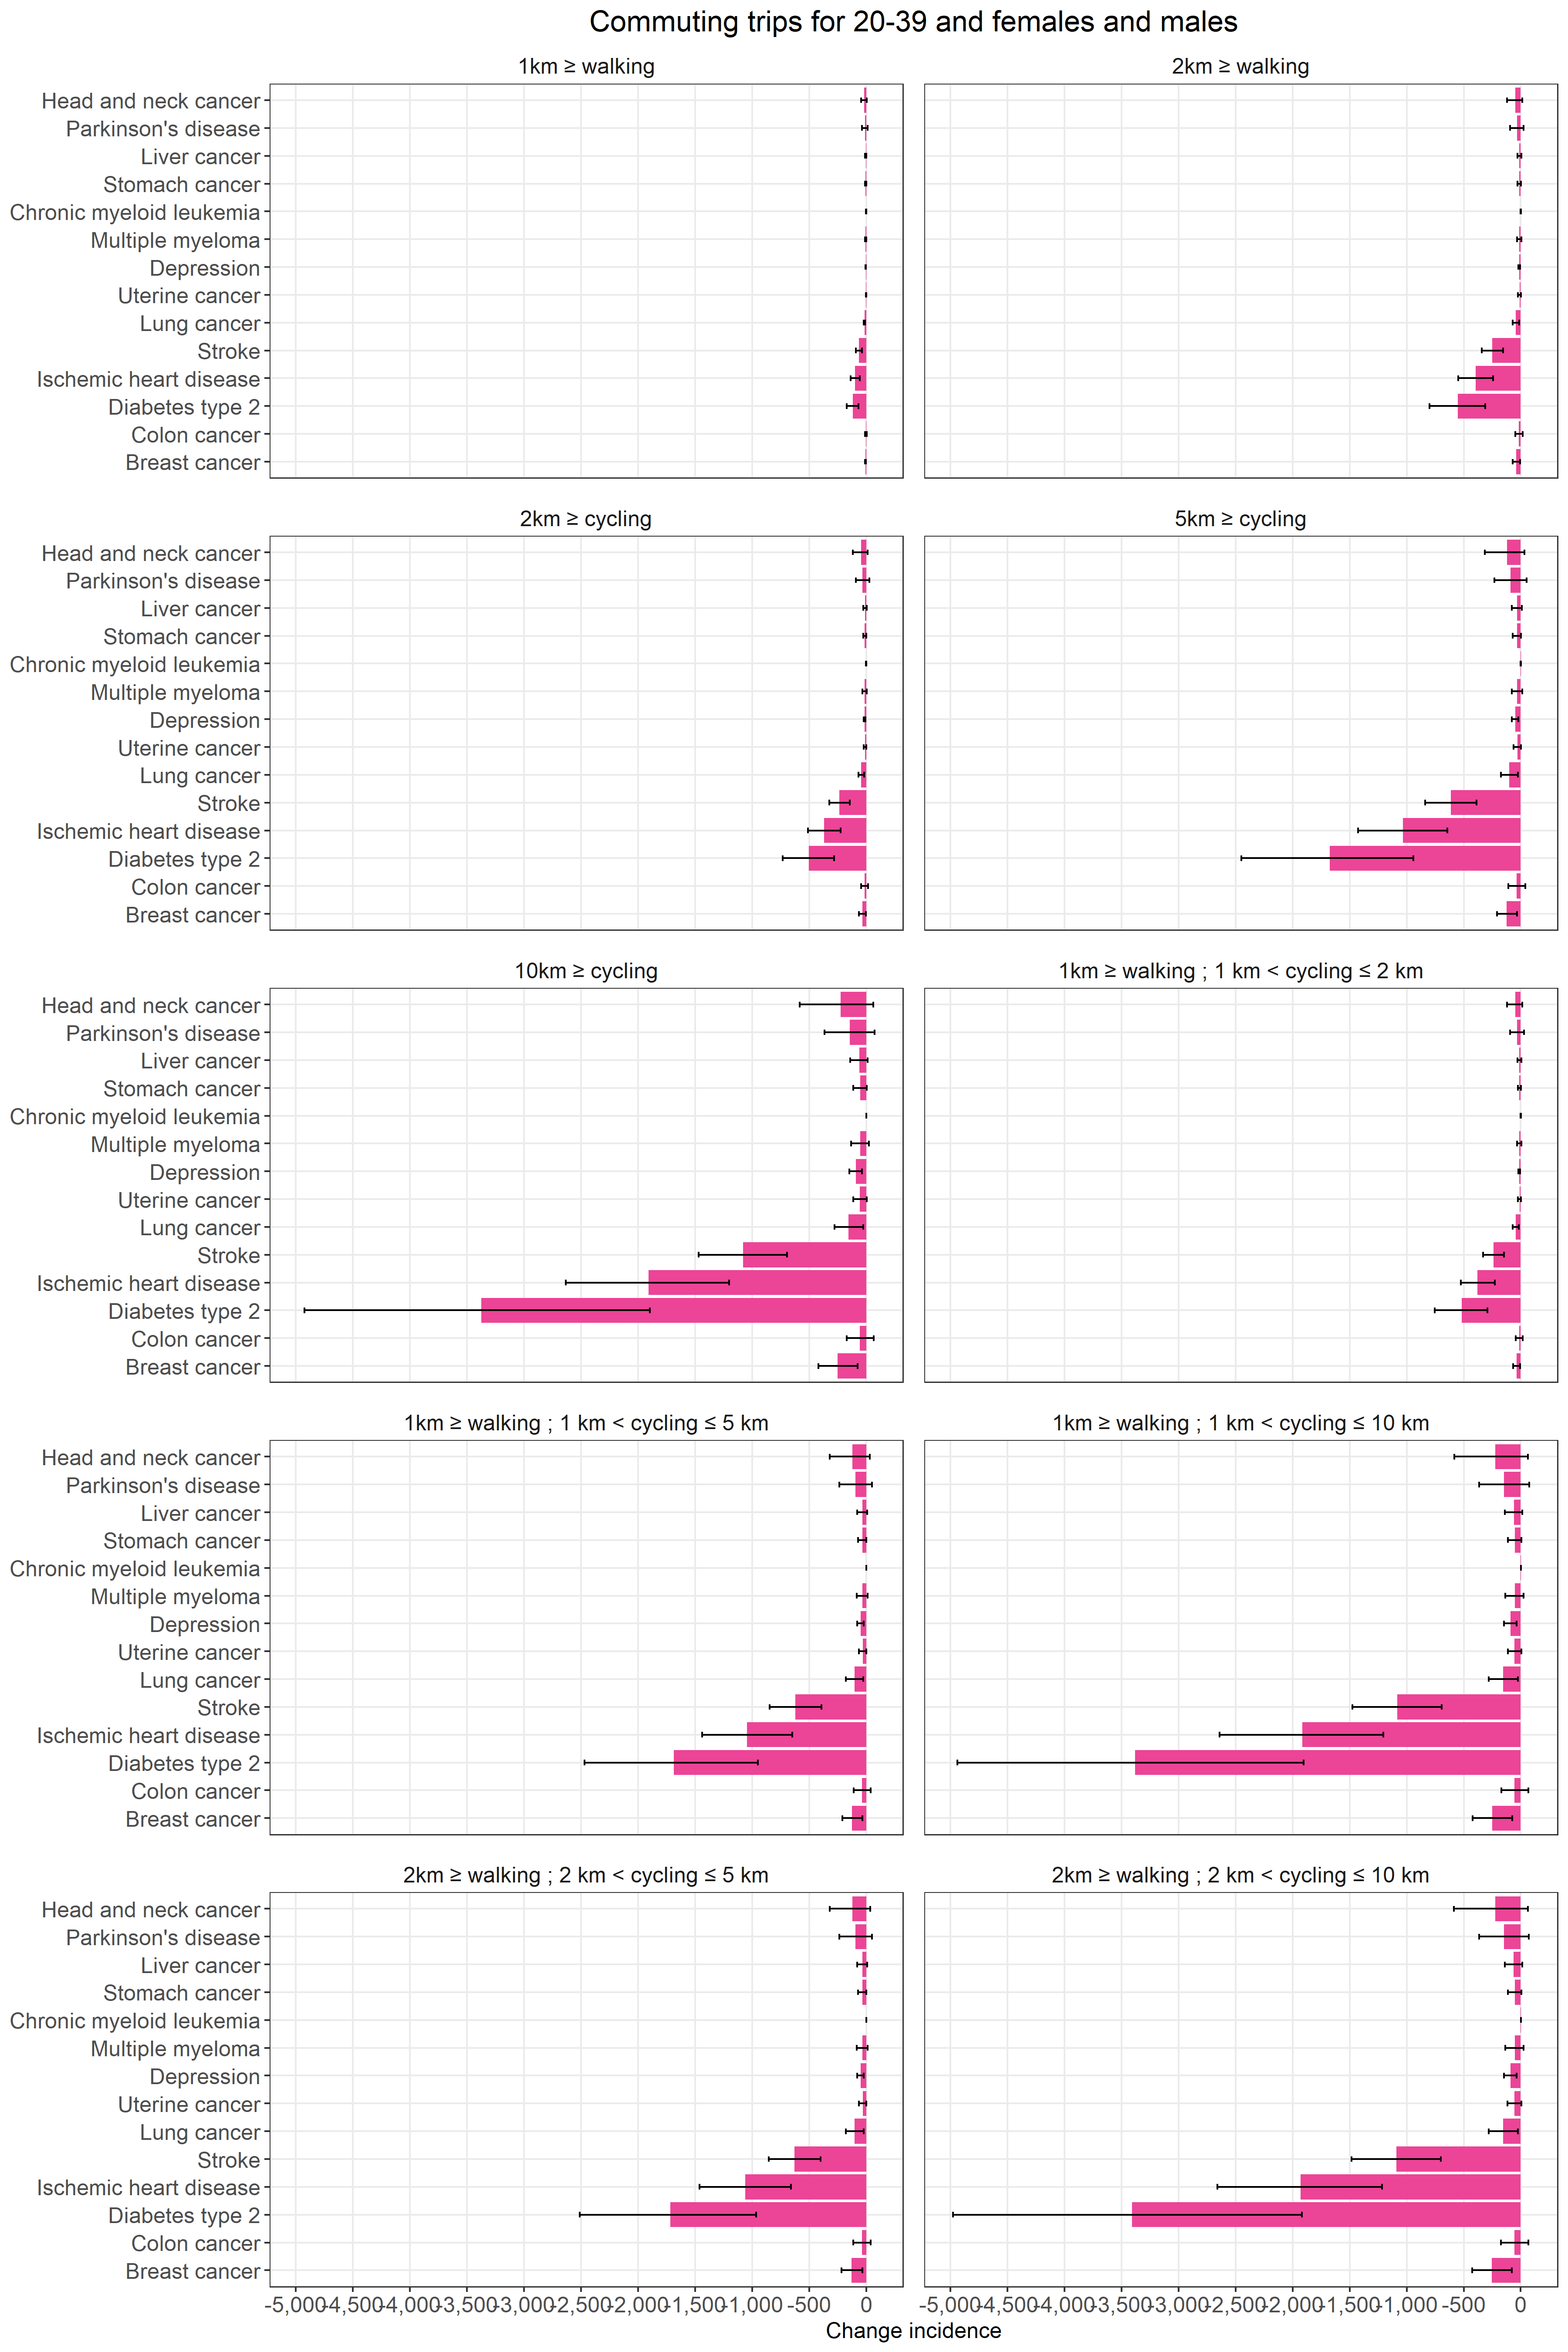 Commuting trips for 20-39 and females and males
1km ≥ walking
2km ≥ walking
Head and neck cancer
Parkinson's disease
Liver cancer
Stomach cancer
Chronic myeloid leukemia
Multiple myeloma
Depression
Uterine cancer
Lung cancer
Stroke
Ischemic heart disease
Diabetes type 2
Colon cancer
Breast cancer
2km ≥ cycling
5km ≥ cycling
Head and neck cancer
Parkinson's disease
Liver cancer
Stomach cancer
Chronic myeloid leukemia
Multiple myeloma
Depression
Uterine cancer
Lung cancer
Stroke
Ischemic heart disease
Diabetes type 2
Colon cancer
Breast cancer
10km ≥ cycling
1km ≥ walking ; 1 km < cycling ≤ 2 km
Head and neck cancer
Parkinson's disease
Liver cancer
Stomach cancer
Chronic myeloid leukemia
Multiple myeloma
Depression
Uterine cancer
Lung cancer
Stroke
Ischemic heart disease
Diabetes type 2
Colon cancer
Breast cancer
1km ≥ walking ; 1 km < cycling ≤ 5 km
1km ≥ walking ; 1 km < cycling ≤ 10 km
Head and neck cancer
Parkinson's disease
Liver cancer
Stomach cancer
Chronic myeloid leukemia
Multiple myeloma
Depression
Uterine cancer
Lung cancer
Stroke
Ischemic heart disease
Diabetes type 2
Colon cancer
Breast cancer
2km ≥ walking ; 2 km < cycling ≤ 5 km
2km ≥ walking ; 2 km < cycling ≤ 10 km
Head and neck cancer
Parkinson's disease
Liver cancer
Stomach cancer
Chronic myeloid leukemia
Multiple myeloma
Depression
Uterine cancer
Lung cancer
Stroke
Ischemic heart disease
Diabetes type 2
Colon cancer
Breast cancer
-5,000 -4,500 -4,000 -3,500 -3,000 -2,500 -2,000 -1,500 -1,000 -500 0
-5,000 -4,500 -4,000 -3,500 -3,000 -2,500 -2,000 -1,500 -1,000 -500 0
Change incidence